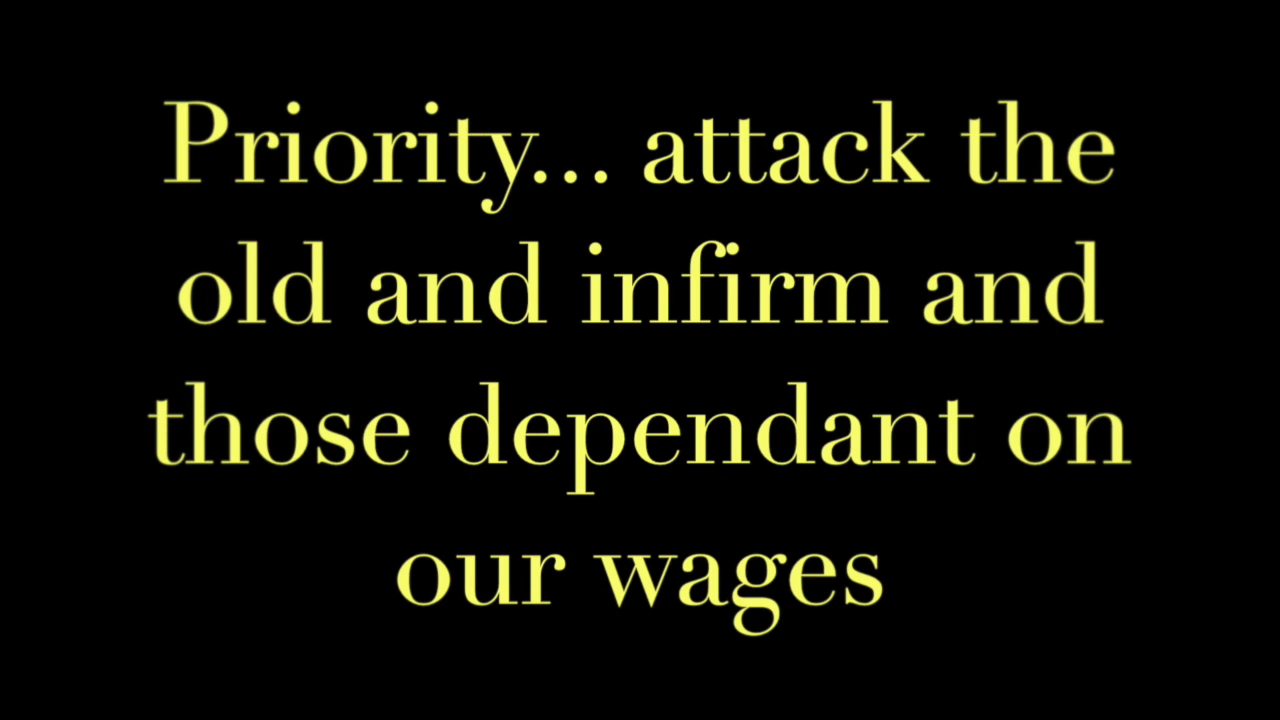 Priority... attack the
old and infirm and
those dependant on
our wages